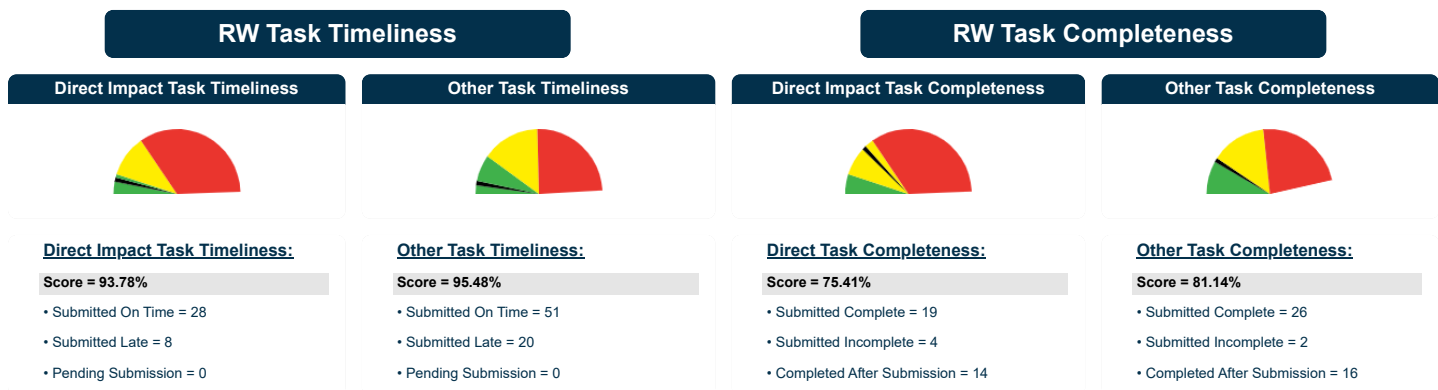 RW Task Timeliness
RW Task Completeness
Direct Impact Task Timeliness
Other Task Timeliness
Direct Impact Task Completeness
Other Task Completeness
Direct Impact Task Timeliness:
Score = 93.78%
• Submitted On Time = 28
• Submitted Late = 8
• Pending Submission = 0
Other Task Timeliness:
Score = 95.48%
• Submitted On Time = 51
• Submitted Late = 20
• Pending Submission = 0
Direct Task Completeness:
Score = 75.41%
• Submitted Complete = 19
• Submitted Incomplete = 4
• Completed After Submission = 14
Other Task Completeness:
Score = 81.14%
• Submitted Complete = 26
• Submitted Incomplete = 2
• Completed After Submission = 16